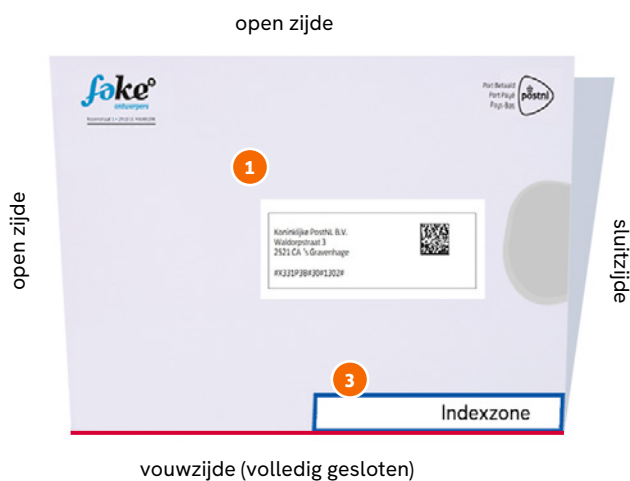 open zijde
føke
ontwerpers
Port Betaald
Port Payé
Pays-Bas
postnl
1
open zijde
sluitzijde
Koninklijke PostNL B.V.
Waldorpstraat 3
2521 CA 's Gravenhage
#X331P3B#30#1302#
3
Indexzone
vouwzijde (volledig gesloten)